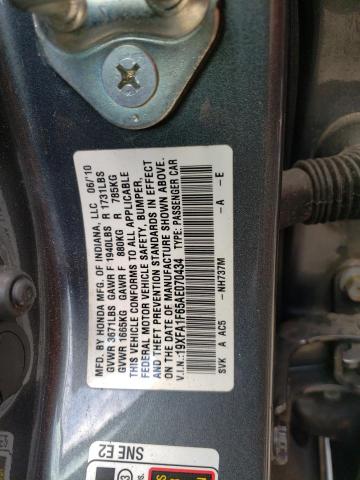 MFD. BY HONDA MFG. OF INDIANA, LLC 06/'10
GVWR 3671LBS GAWR F 1940LBS R 1731LBS
GVWR 1665KG GAWR F 880KG R 785KG
THIS VEHICLE CONFORMS TO ALL APPLICABLE
FEDERAL MOTOR VEHICLE SAFETY, BUMPER,
AND THEFT PREVENTION STANDARDS IN EFFECT
ON THE DATE OF MANUFACTURE SHOWN ABOVE.
V.I.N.:19XFA1F65AE070434 TYPE: PASSENGER CAR
-NH737M -A -E
SVK A AC5
SNE E2